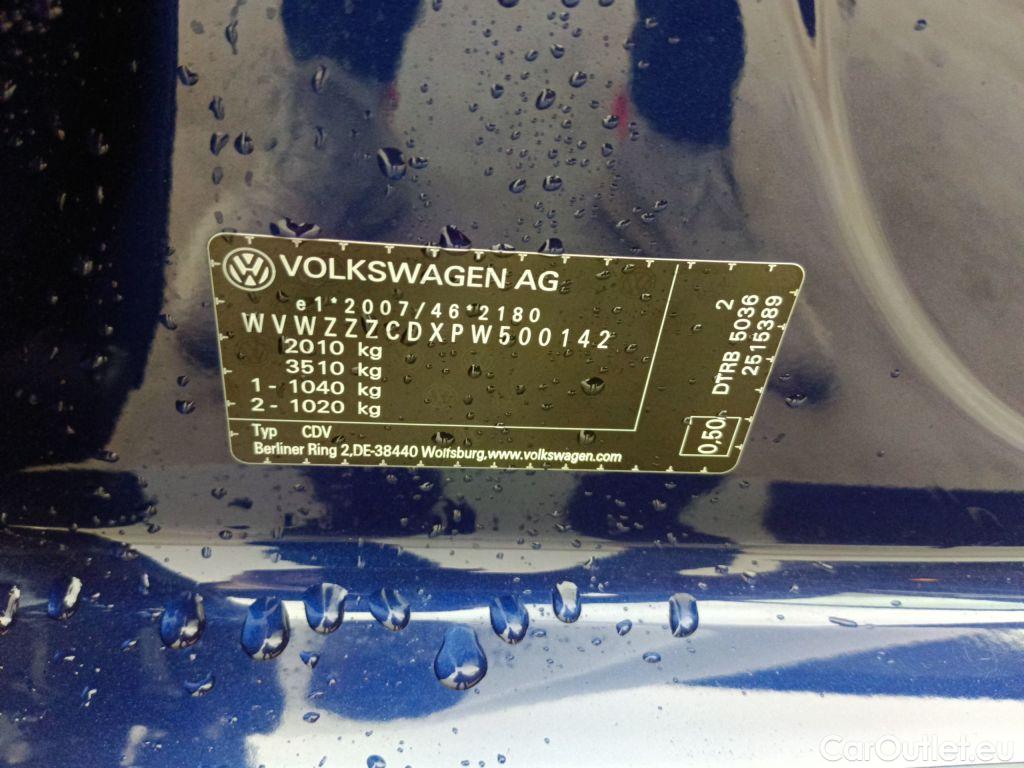 VOLKSWAGEN AG
e1*2007/46*2180
WVWZZZCDXPW500142
2010 kg
3510 kg
1 - 1040 kg
2 - 1020 kg
Typ CDV
Berliner Ring 2,DE-38440 Wolfsburg,www.volkswagen.com
2
DTRB 5036
2515389
0,50
CarOutlet.eu